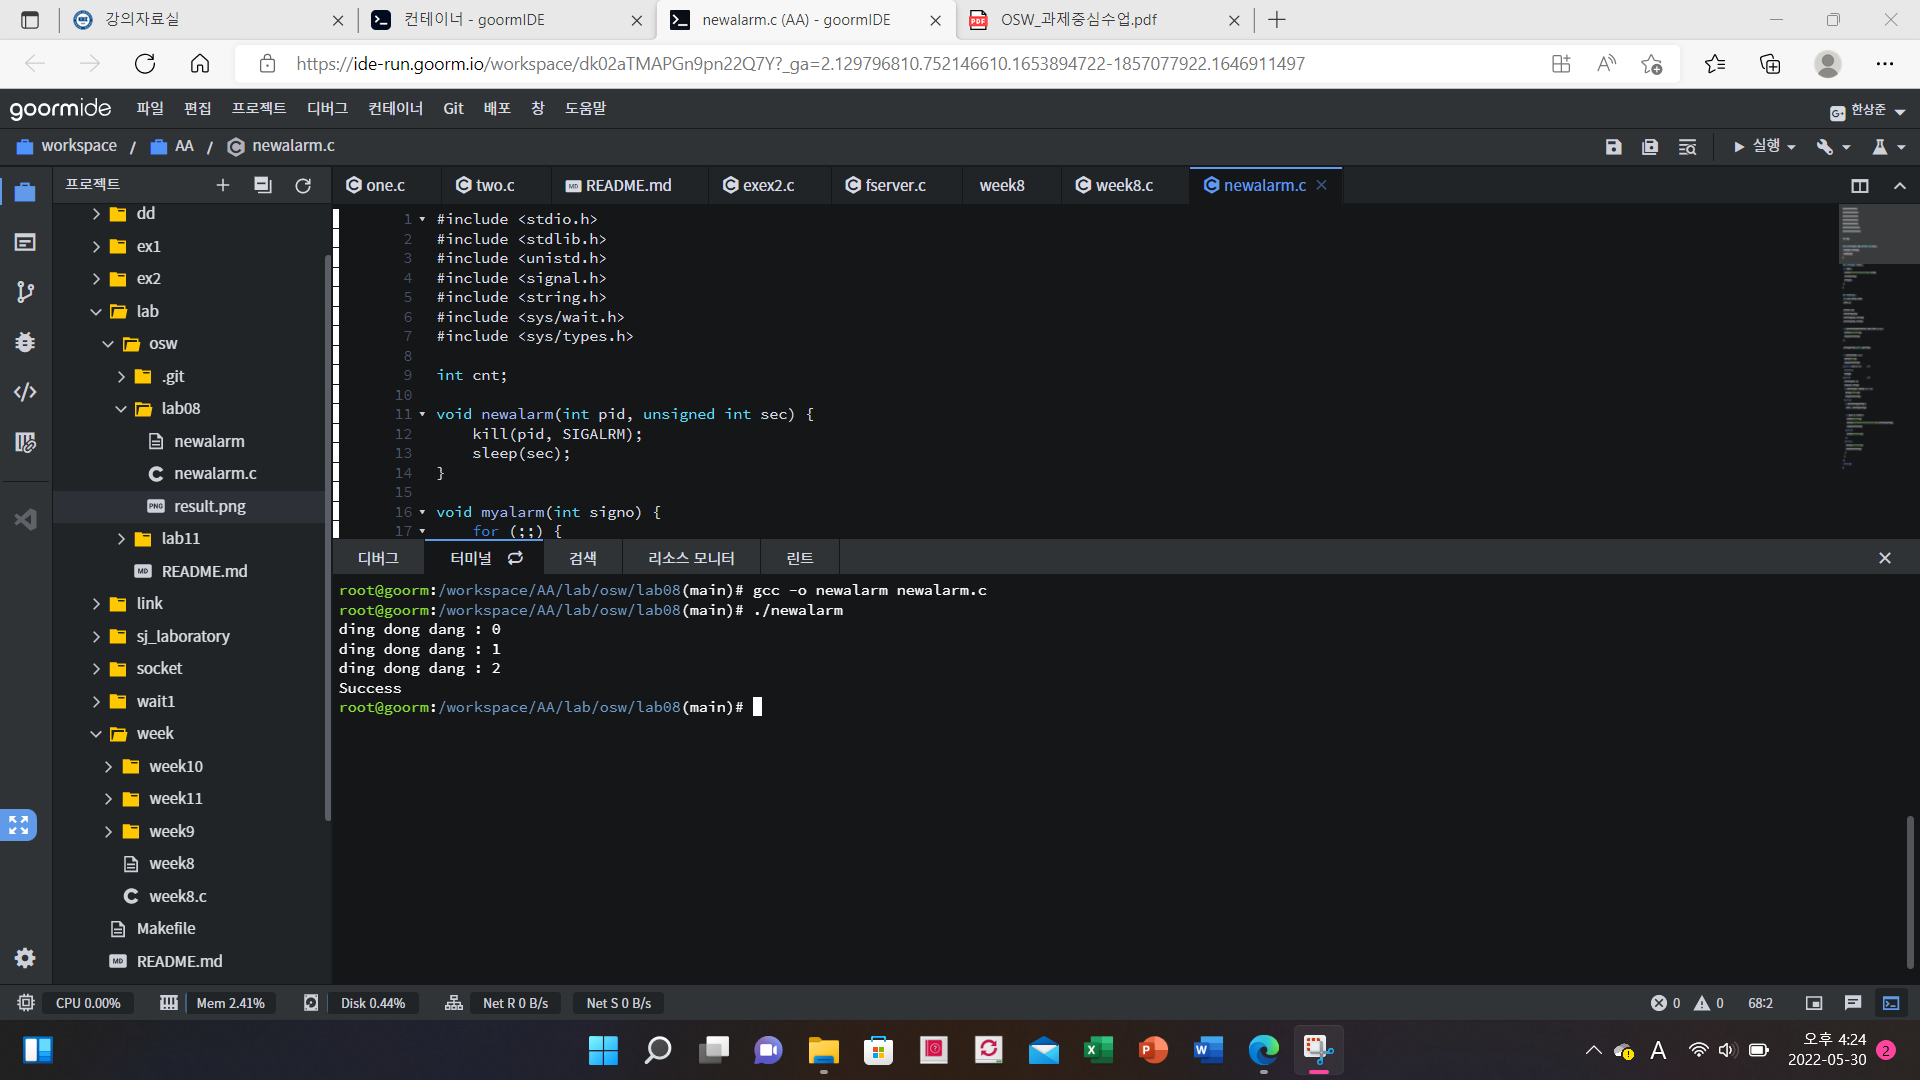 강의자료실
컨테이너 - goormIDE
newalarm.c (AA) - goormIDE
OSW_과제중심수업.pdf
https://ide-run.goorm.io/workspace/dk02aTMAPGn9pn22Q7Y?_ga=2.129796810.752146610.1653894722-1857077922.1646911497
goormide 파일 편집 프로젝트 디버그 컨테이너 Git 배포 창 도움말
G+ 한상준
workspace / AA / newalarm.c
실행
프로젝트
one.c two.c README.md exex2.c fserver.c week8 week8.c newalarm.c
dd
ex1
ex2
lab
osw
.git
lab08
newalarm
newalarm.c
PNG result.png
lab11
MD README.md
link
sj_laboratory
socket
wait1
week
week10
week11
week9
week8
week8.c
Makefile
MD README.md
1 #include <stdio.h>
2 #include <stdlib.h>
3 #include <unistd.h>
4 #include <signal.h>
5 #include <string.h>
6 #include <sys/wait.h>
7 #include <sys/types.h>
8
9 int cnt;
10
11 void newalarm(int pid, unsigned int sec) {
12 kill(pid, SIGALRM);
13 sleep(sec);
14 }
15
16 void myalarm(int signo) {
17 for (;;) {
디버그 터미널 검색 리소스 모니터 린트
root@goorm:/workspace/AA/lab/osw/lab08(main)# gcc -o newalarm newalarm.c
root@goorm:/workspace/AA/lab/osw/lab08(main)# ./newalarm
ding dong dang : 0
ding dong dang : 1
ding dong dang : 2
Success
root@goorm:/workspace/AA/lab/osw/lab08(main)#
CPU 0.00% Mem 2.41% Disk 0.44% Net R 0 B/s Net S 0 B/s
0 0 68:2
A
오후 4:24
2022-05-30
2